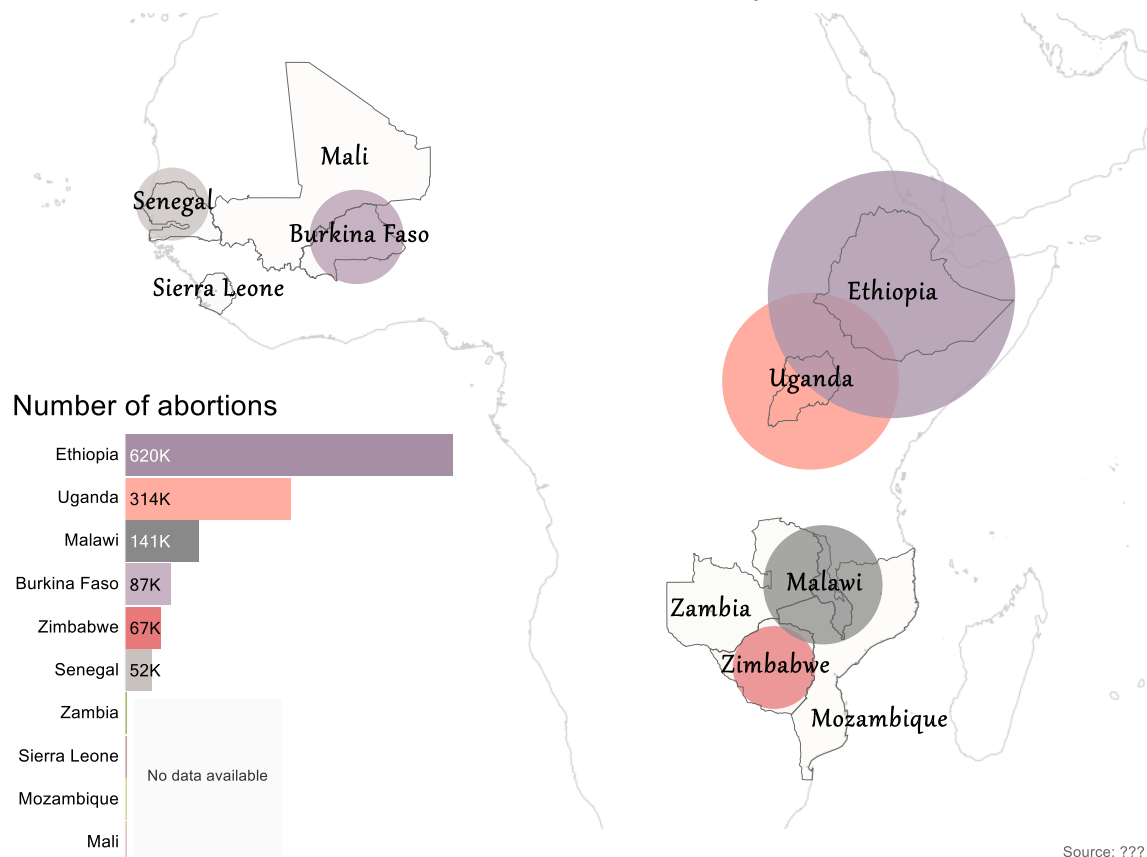 Mali
Senegal
Burkina Faso
Sierra Leone
Ethiopia
Uganda
Malawi
Zambia
Zimbabwe
Mozambique
Number of abortions
Ethiopia 620K
Uganda 314K
Malawi 141K
Burkina Faso 87K
Zimbabwe 67K
Senegal 52K
Zambia
Sierra Leone
No data available
Mozambique
Mali
Source: ???